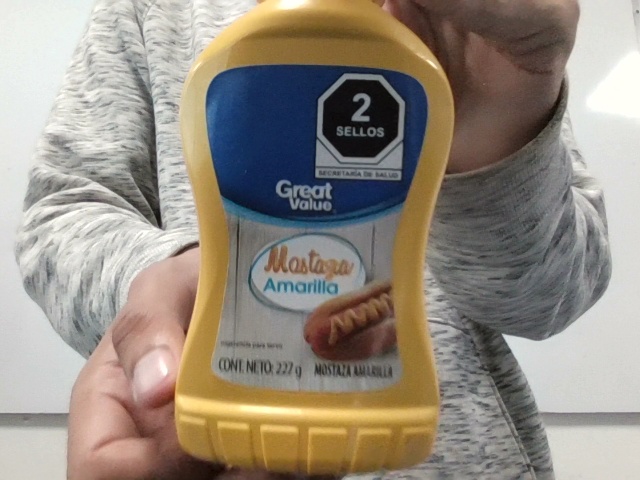 2
SELLOS
SECRETARÍA DE SALUD
Great
Value
Mostaza
Amarilla
CONT. NETO: 227 g MOSTAZA AMARILLA